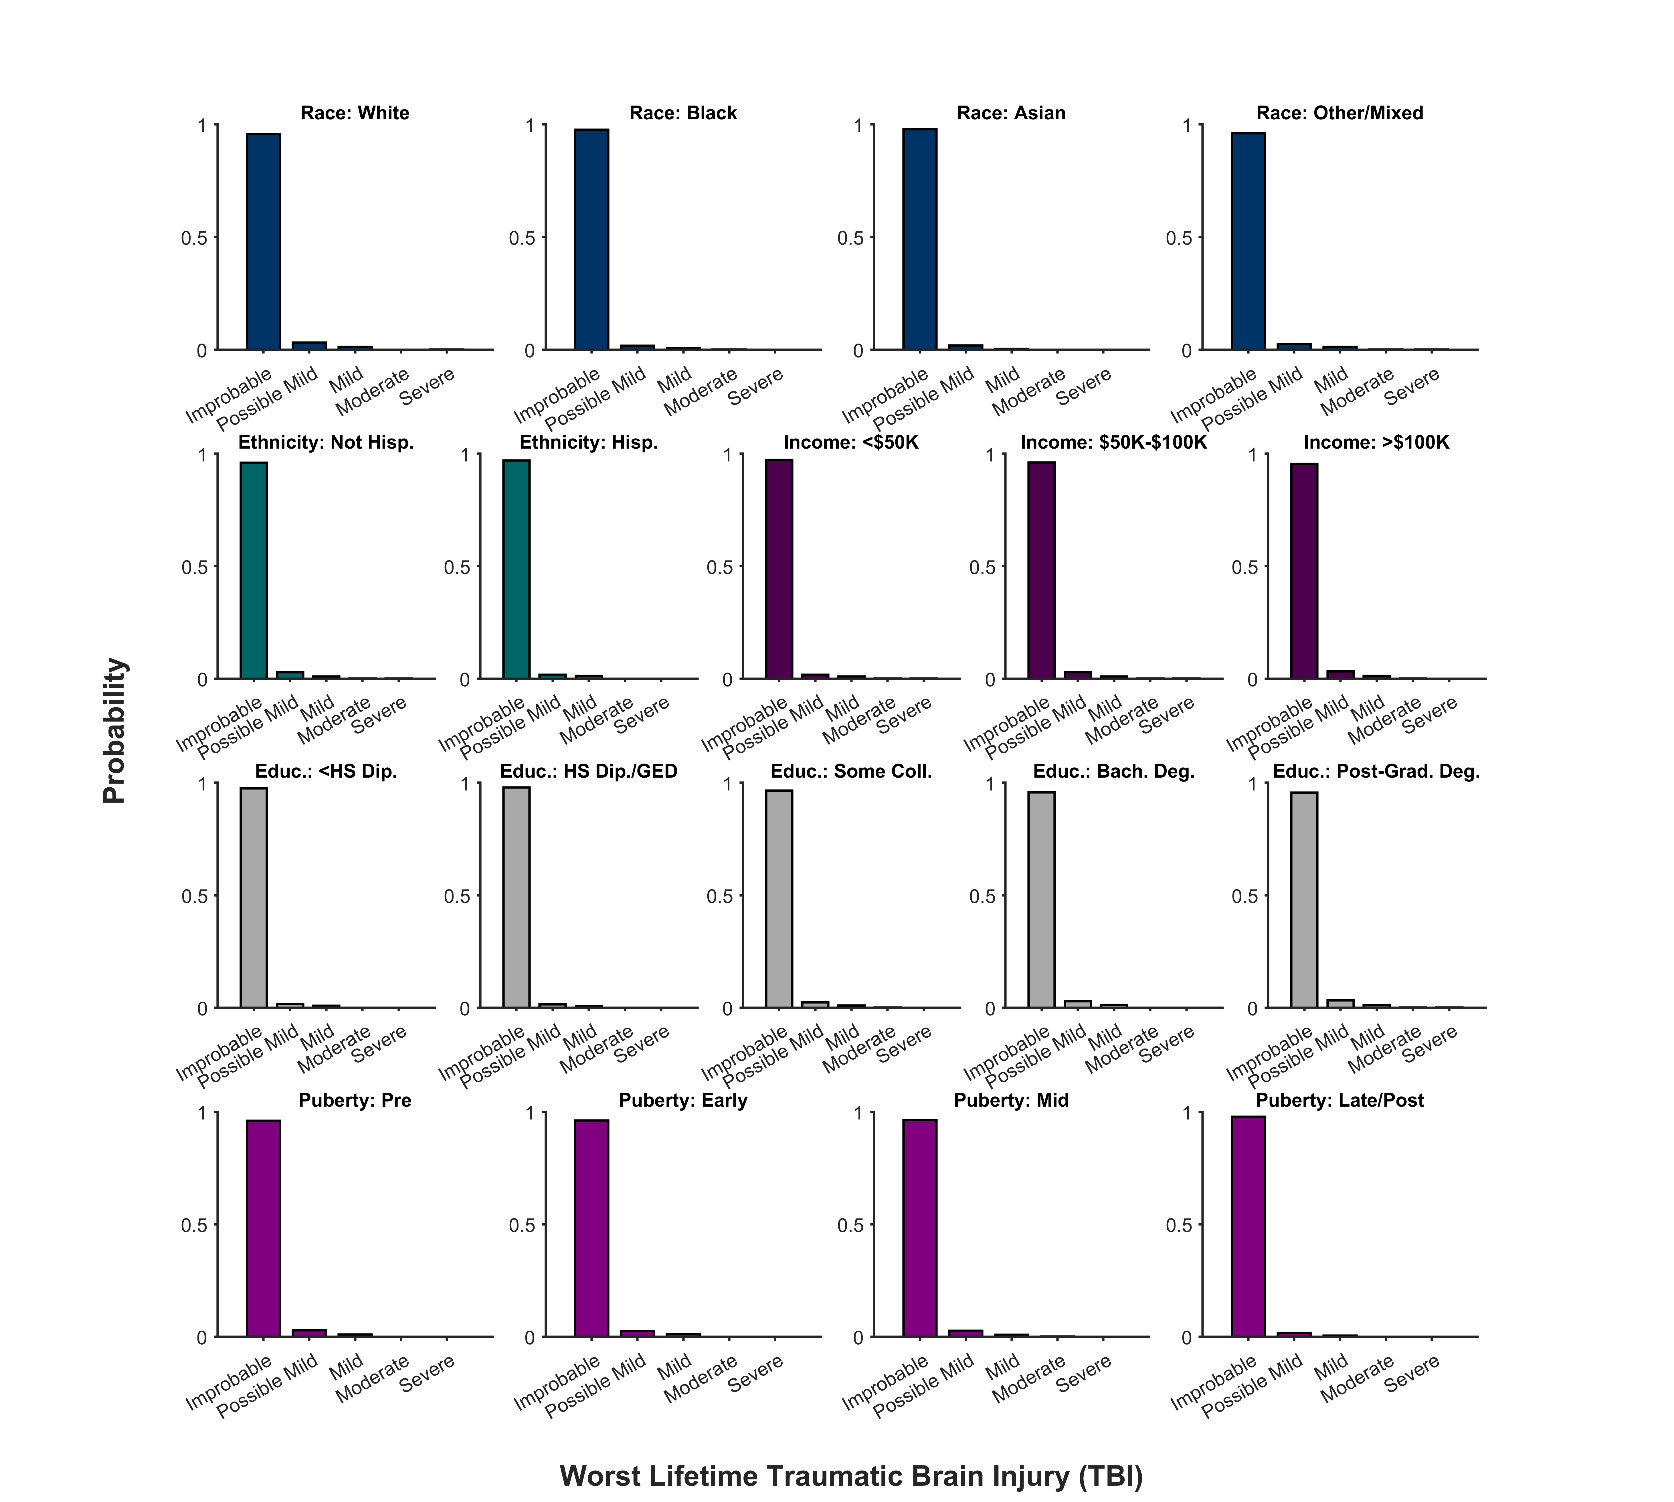 Race: White
1
0.5
0
Improbable
Possible Mild
Mild
Moderate
Severe
Race: Black
1
0.5
0
Improbable
Possible Mild
Mild
Moderate
Severe
Race: Asian
1
0.5
0
Improbable
Possible Mild
Mild
Moderate
Severe
Race: Other/Mixed
1
0.5
0
Improbable
Possible Mild
Mild
Moderate
Severe
Ethnicity: Not Hisp.
1
0.5
0
Improbable
Possible Mild
Mild
Moderate
Severe
Ethnicity: Hisp.
1
0.5
0
Improbable
Possible Mild
Mild
Moderate
Severe
Income: <$50K
1
0.5
0
Improbable
Possible Mild
Mild
Moderate
Severe
Income: $50K-$100K
1
0.5
0
Improbable
Possible Mild
Mild
Moderate
Severe
Income: >$100K
1
0.5
0
Improbable
Possible Mild
Mild
Moderate
Severe
Probability
Educ.: <HS Dip.
1
0.5
0
Improbable
Possible Mild
Mild
Moderate
Severe
Educ.: HS Dip./GED
1
0.5
0
Improbable
Possible Mild
Mild
Moderate
Severe
Educ.: Some Coll.
1
0.5
0
Improbable
Possible Mild
Mild
Moderate
Severe
Educ.: Bach. Deg.
1
0.5
0
Improbable
Possible Mild
Mild
Moderate
Severe
Educ.: Post-Grad. Deg.
1
0.5
0
Improbable
Possible Mild
Mild
Moderate
Severe
Puberty: Pre
1
0.5
0
Improbable
Possible Mild
Mild
Moderate
Severe
Puberty: Early
1
0.5
0
Improbable
Possible Mild
Mild
Moderate
Severe
Puberty: Mid
1
0.5
0
Improbable
Possible Mild
Mild
Moderate
Severe
Puberty: Late/Post
1
0.5
0
Improbable
Possible Mild
Mild
Moderate
Severe
Worst Lifetime Traumatic Brain Injury (TBI)